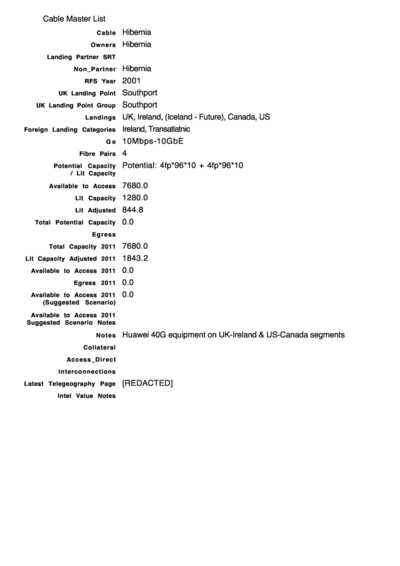 Cable Master List
Cable Hibernia
Owners Hibernia
Landing Partner SRT
Non_Partner Hibernia
RFS Year 2001
UK Landing Point Southport
UK Landing Point Group Southport
Landings UK, Ireland, (Iceland - Future), Canada, US
Foreign Landing Categories Ireland, Transatlatnic
Ge 10Mbps-10GbE
Fibre Pairs 4
Potential Capacity Potential: 4fp*96*10 + 4fp*96*10
/ Lit Capacity
Available to Access 7680.0
Lit Capacity 1280.0
Lit Adjusted 844.8
Total Potential Capacity 0.0
Egress
Total Capacity 2011 7680.0
Lit Capacity Adjusted 2011 1843.2
Available to Access 2011 0.0
Egress 2011 0.0
Available to Access 2011 0.0
(Suggested Scenario)
Available to Access 2011
Suggested Scenerio Notes
Notes Huawei 40G equipment on UK-Ireland & US-Canada segments
Collateral
Access_Direct
Interconnections
Latest Telegeography Page [REDACTED]
Intel Value Notes